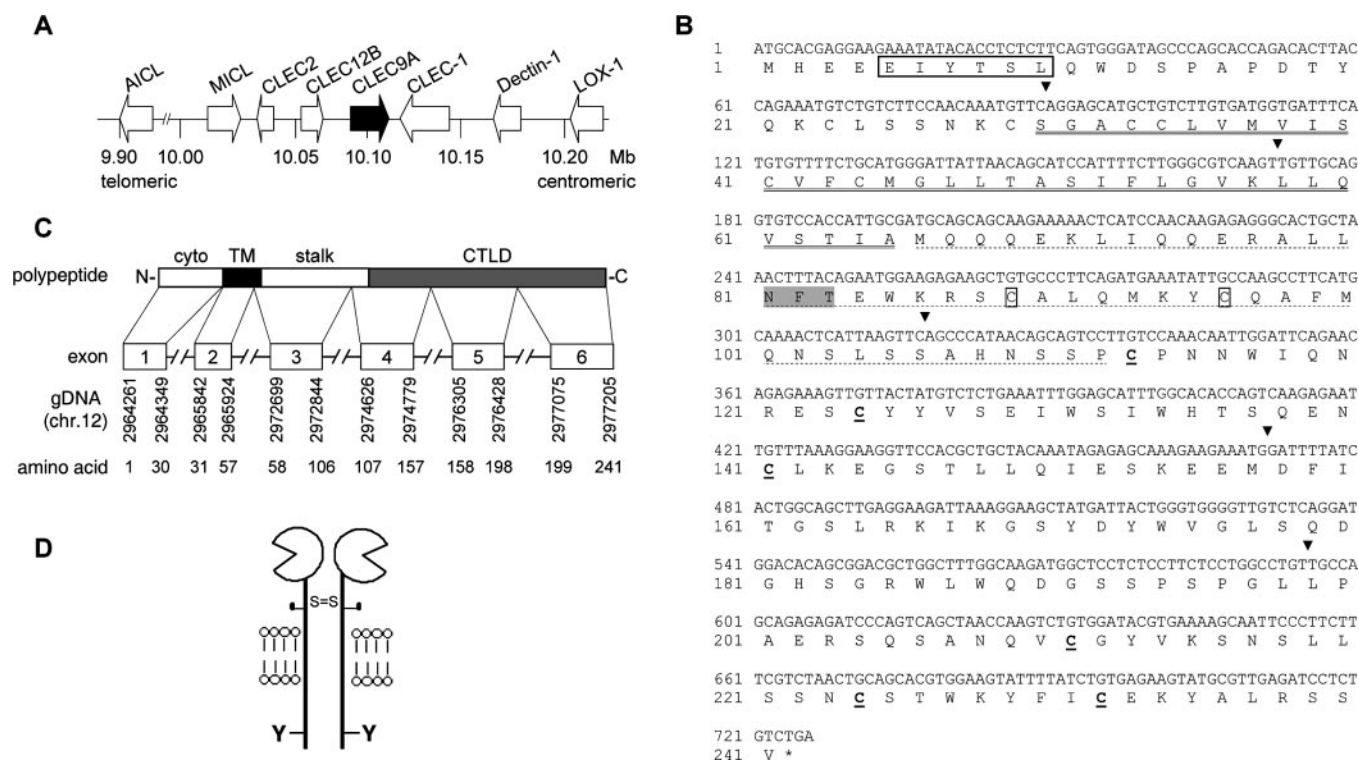 A
AICL
MICL
CLEC2
CLEC12B
CLEC9A
CLEC-1
Dectin-1
LOX-1
9.90 10.00 10.05 10.10 10.15 10.20 Mb
telomeric centromeric
C
cyto TM stalk CTLD
polypeptide N- -C
exon 1 2 3 4 5 6
gDNA (chr.12)
2964261
2964349
2965842
2965924
2972699
2972844
2974626
2974779
2976305
2976428
2977075
2977205
amino acid 1 30 31 57 58 106 107 157 158 198 199 241
D
S=S
Y Y
B
1 ATGCACGAGGAAGAAATATACACCTCTCTTCAGTGGGATAGCCCAGCACCAGACACTTAC
1 M H E E E I Y T S L Q W D S P A P D T Y
61 CAGAAATGTCTGTCTTCCAACAAATGTTCAGGAGCATGCTGTCTTGTGATGGTGATTTCA
21 Q K C L S S N K C S G A C C L V M V I S
121 TGTGTTTTCTGCATGGGATTATTAACAGCATCCATTTTCTTGGGCGTCAAGTTGTTGCAG
41 C V F C M G L L T A S I F L G V K L L Q
181 GTGTCCACCATTGCGATGCAGCAGCAAGAAAAACTCATCCAACAAGAGAGGGCACTGCTA
61 V S T I A M Q Q Q E K L I Q Q E R A L L
241 AACTTTACAGAATGGAAGAGAAGCTGTGCCCTTCAGATGAAATATTGCCAAGCCTTCATG
81 N F T E W K R S C A L Q M K Y C Q A F M
301 CAAAACTCATTAAGTTCAGCCCATAACAGCAGTCCTTGTCCAAACAATTGGATTCAGAAC
101 Q N S L S S A H N S S P C P N N W I Q N
361 AGAGAAAGTTGTTACTATGTCTCTGAAATTTGGAGCATTTGGCACACCAGTCAAGAGAAT
121 R E S C Y Y V S E I W S I W H T S Q E N
421 TGTTTAAAGGAAGGTTCCACGCTGCTACAAATAGAGAGCAAAGAAGAAATGGATTTTATC
141 C L K E G S T L L Q I E S K E E M D F I
481 ACTGGCAGCTTGAGGAAGATTAAAGGAAGCTATGATTACTGGGTGGGGTTGTCTCAGGAT
161 T G S L R K I K G S Y D Y W V G L S Q D
541 GGACACAGCGGACGCTGGCTTTGGCAAGATGGCTCCTCTCCTTCTCCTGGCCTGTTGCCA
181 G H S G R W L W Q D G S S P S P G L L P
601 GCAGAGAGATCCCAGTCAGCTAACCAAGTCTGTGGATACGTGAAAAGCAATTCCCTTCTT
201 A E R S Q S A N Q V C G Y V K S N S L L
661 TCGTCTAACTGCAGCACGTGGAAGTATTTTATCTGTGAGAAGTATGCGTTGAGATCCTCT
221 S S N C S T W K Y F I C E K Y A L R S S
721 GTCTGA
241 V *